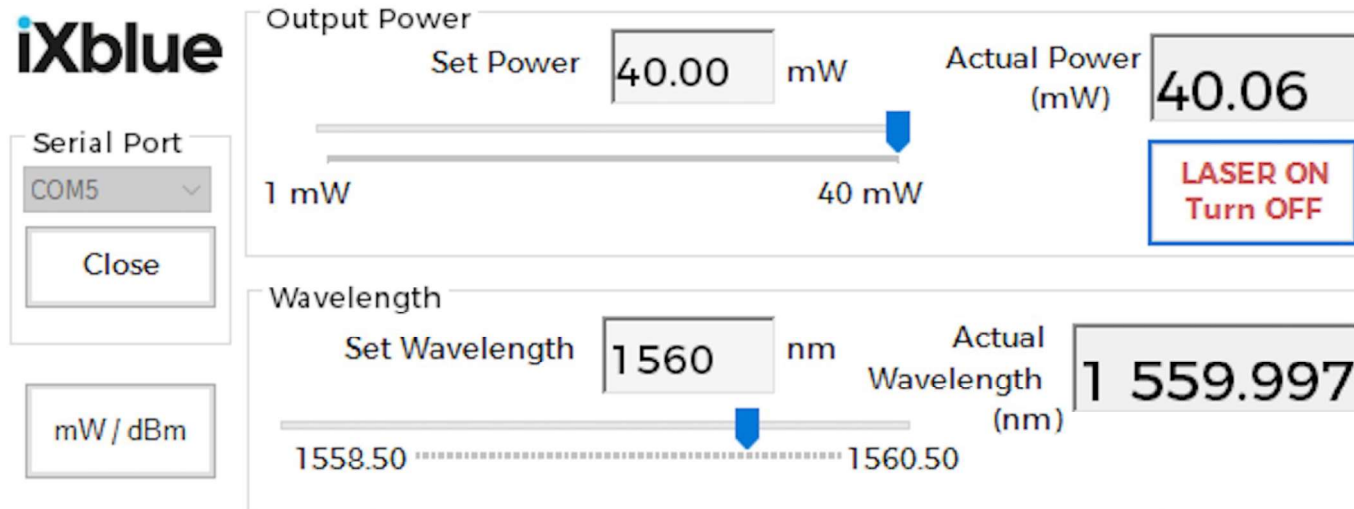 iXblue
Serial Port
COM5
Close
mW / dBm
Output Power
Set Power 40.00 mW
1 mW 40 mW
Actual Power
(mW)
40.06
LASER ON
Turn OFF
Wavelength
Set Wavelength 1560 nm
1558.50 1560.50
Actual
Wavelength
(nm)
1 559.997